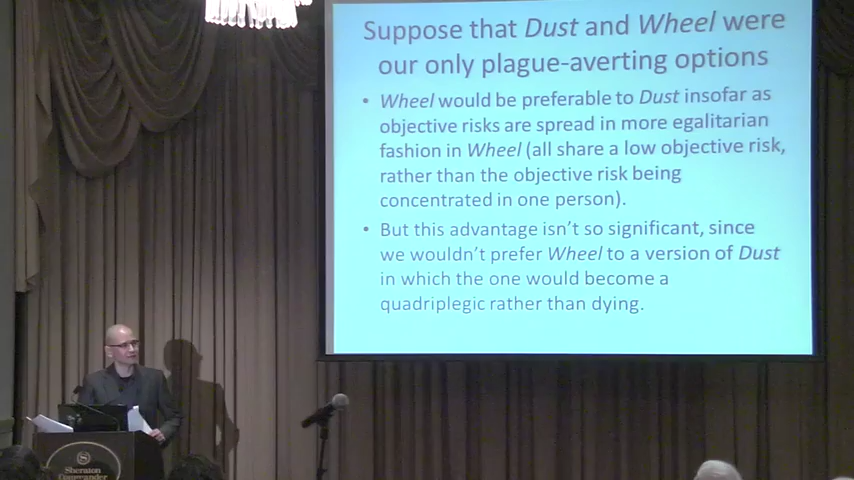 Suppose that Dust and Wheel were
our only plague-averting options
• Wheel would be preferable to Dust insofar as
objective risks are spread in more egalitarian
fashion in Wheel (all share a low objective risk,
rather than the objective risk being
concentrated in one person).
• But this advantage isn't so significant, since
we wouldn't prefer Wheel to a version of Dust
in which the one would become a
quadriplegic rather than dying.
S
Sheraton